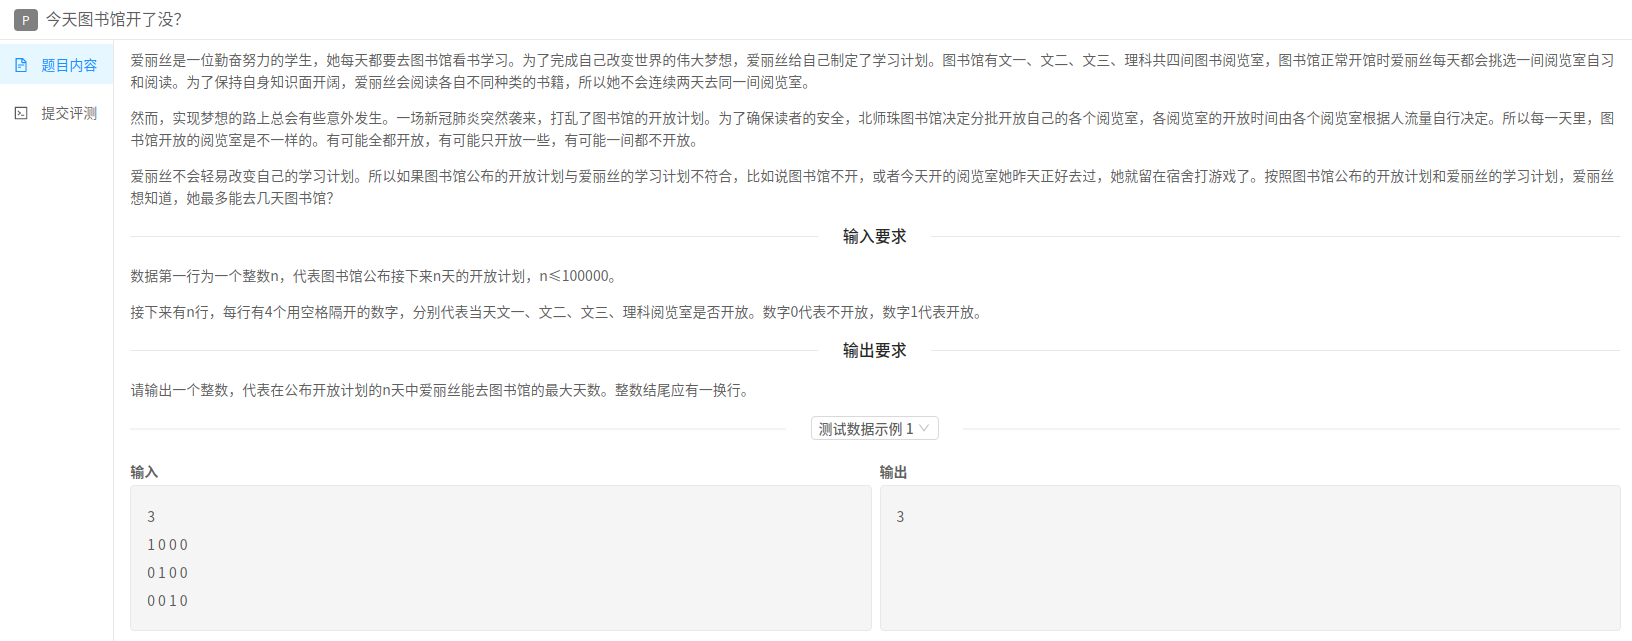 P 今天图书馆开了没?
题目内容
提交评测
爱丽丝是一位勤奋努力的学生，她每天都要去图书馆看书学习。为了完成自己改变世界的伟大梦想，爱丽丝给自己制定了学习计划。图书馆有文一、文二、文三、理科共四间图书阅览室，图书馆正常开馆时爱丽丝每天都会挑选一间阅览室自习
和阅读。为了保持自身知识面开阔，爱丽丝会阅读各自不同种类的书籍，所以她不会连续两天去同一间阅览室。
然而，实现梦想的路上总会有些意外发生。一场新冠肺炎突然袭来，打乱了图书馆的开放计划。为了确保读者的安全，北师珠图书馆决定分批开放自己的各个阅览室，各阅览室的开放时间由各个阅览室根据人流量自行决定。所以每一天里，图
书馆开放的阅览室是不一样的。有可能全都开放，有可能只开放一些，有可能一间都不开放。
爱丽丝不会轻易改变自己的学习计划。所以如果图书馆公布的开放计划与爱丽丝的学习计划不符合，比如说图书馆不开，或者今天开的阅览室她昨天正好去过，她就留在宿舍打游戏了。按照图书馆公布的开放计划和爱丽丝的学习计划，爱丽丝
想知道，她最多能去几天图书馆?
输入要求
数据第一行为一个整数n，代表图书馆公布接下来n天的开放计划，n≤100000。
接下来有n行，每行有4个用空格隔开的数字，分别代表当天文一、文二、文三、理科阅览室是否开放。数字0代表不开放，数字1代表开放。
输出要求
请输出一个整数，代表在公布开放计划的n天中爱丽丝能去图书馆的最大天数。整数结尾应有一换行。
测试数据示例 1
输入
3
1 0 0 0
0 1 0 0
0 0 1 0
输出
3